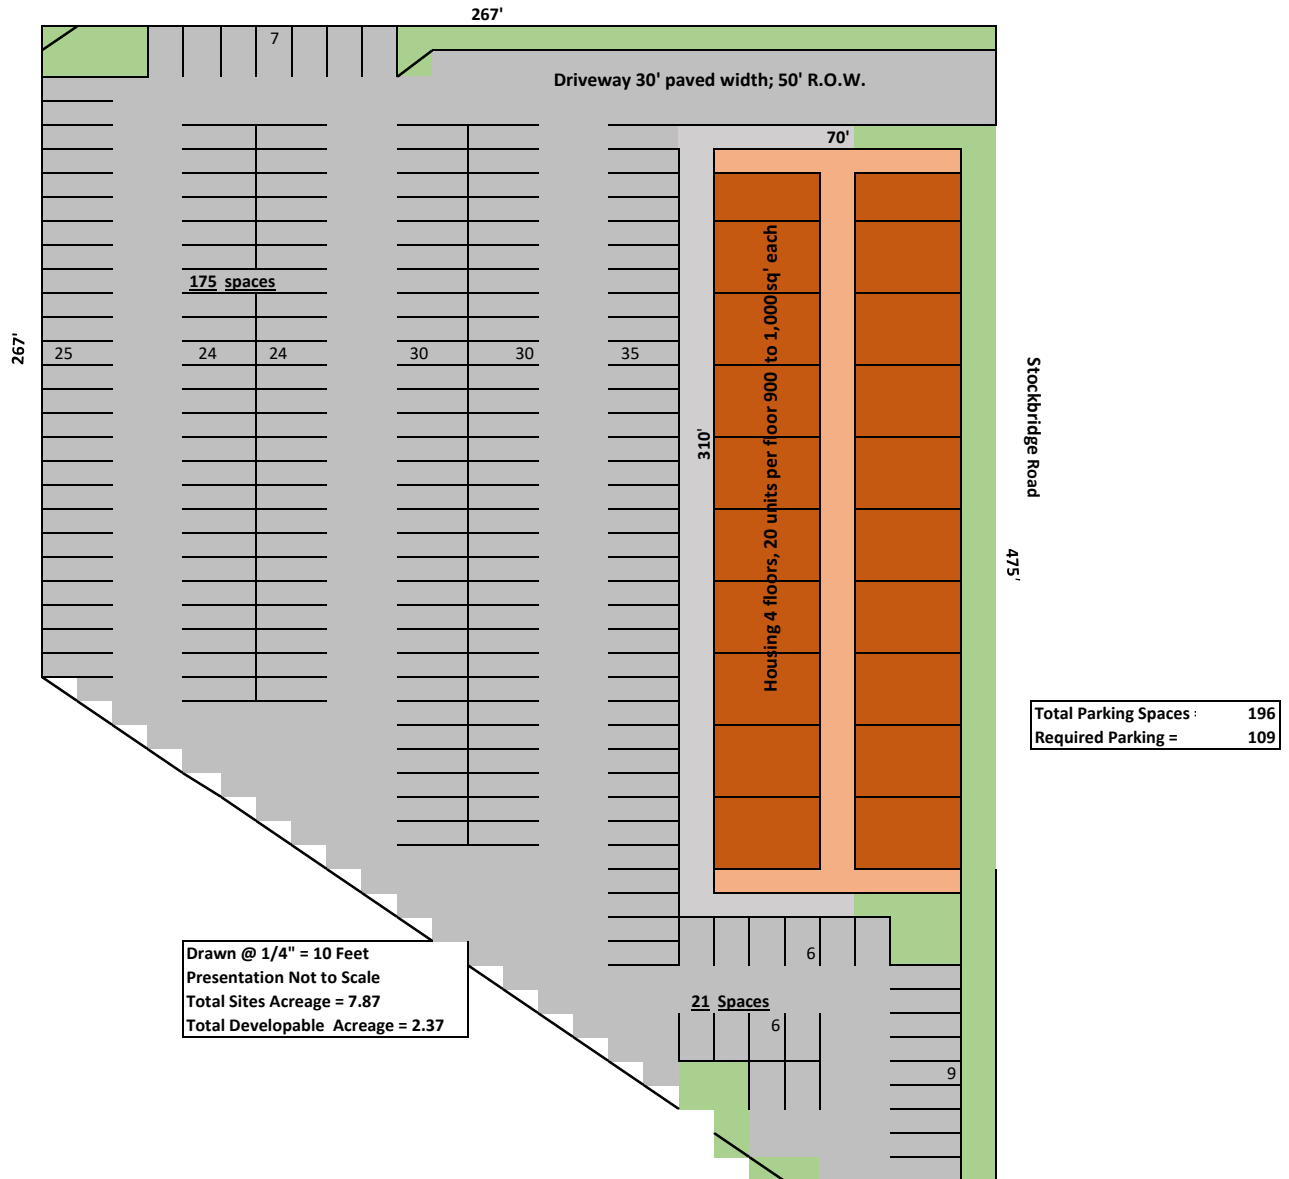 267'
7
Driveway 30' paved width; 50' R.O.W.
70'
175 spaces
267'
25
24
24
30
30
35
310'
Housing 4 floors, 20 units per floor 900 to 1,000 sq' each
Stockbridge Road
475'
Total Parking Spaces : 196
Required Parking = 109
6
Drawn @ 1/4" = 10 Feet
Presentation Not to Scale
Total Sites Acreage = 7.87
Total Developable Acreage = 2.37
21 Spaces
6
9